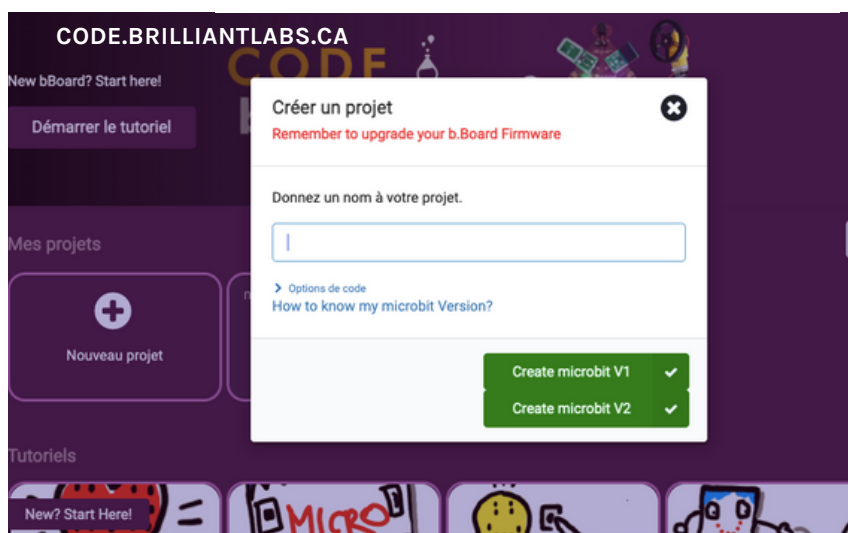 CODE.BRILLIANTLABS.CA
CODE
New bBoard? Start here!
Démarrer le tutoriel
Créer un projet
Remember to upgrade your b.Board Firmware
Donnez un nom à votre projet.
Options de code
How to know my microbit Version?
Create microbit V1
Create microbit V2
Mes projets
Nouveau projet
Tutoriels
New? Start Here!
MICRO